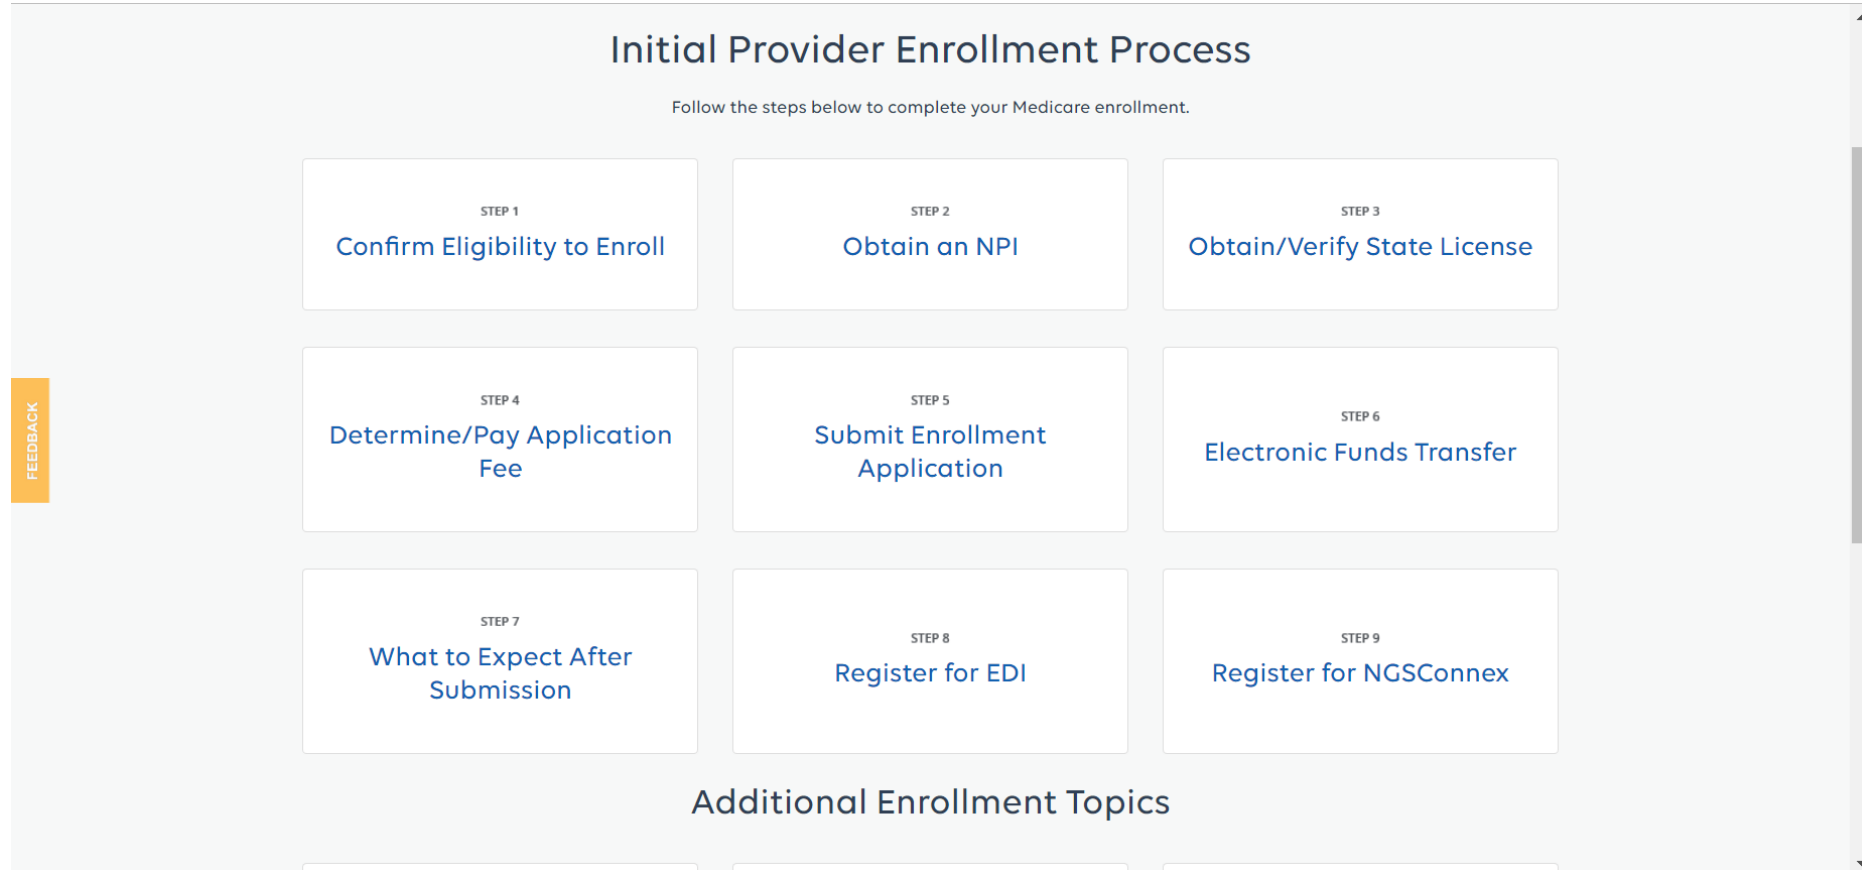 Initial Provider Enrollment Process
Follow the steps below to complete your Medicare enrollment.
STEP 1
Confirm Eligibility to Enroll
STEP 2
Obtain an NPI
STEP 3
Obtain/Verify State License
STEP 4
Determine/Pay Application
Fee
STEP 5
Submit Enrollment
Application
STEP 6
Electronic Funds Transfer
FEEDBACK
STEP 7
What to Expect After
Submission
STEP 8
Register for EDI
STEP 9
Register for NGSConnex
Additional Enrollment Topics